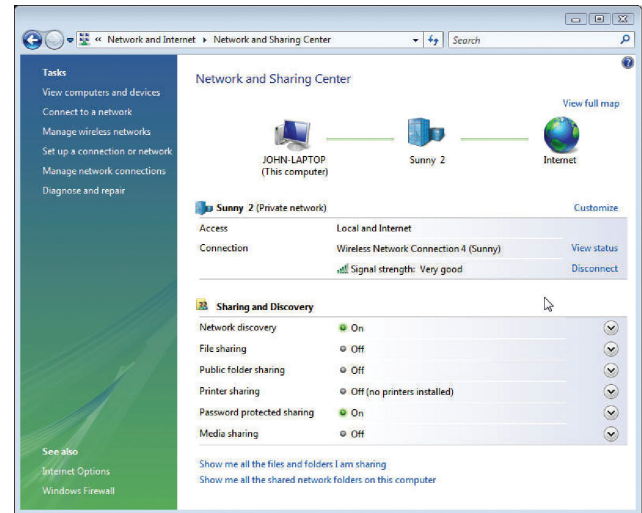 « Network and Internet ▸ Network and Sharing Center Search
Tasks
View computers and devices
Connect to a network
Manage wireless networks
Set up a connection or network
Manage network connections
Diagnose and repair
See also
Internet Options
Windows Firewall
Network and Sharing Center
View full map
JOHN-LAPTOP
(This computer)
Sunny 2
Internet
Sunny 2 (Private network) Customize
Access Local and Internet
Connection Wireless Network Connection 4 (Sunny) View status
Signal strength: Very good Disconnect
Sharing and Discovery
Network discovery On
File sharing Off
Public folder sharing Off
Printer sharing Off (no printers installed)
Password protected sharing On
Media sharing Off
Show me all the files and folders I am sharing
Show me all the shared network folders on this computer